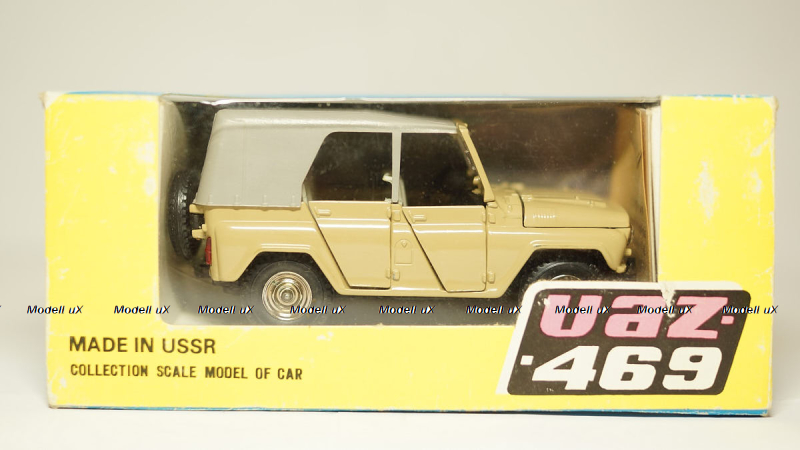 Modell uX Modell uX Modell uX Modell uX Modell uX Modell uX Modell uX Modell uX Modell uX
uaz·
MADE IN USSR
·469
COLLECTION SCALE MODEL OF CAR